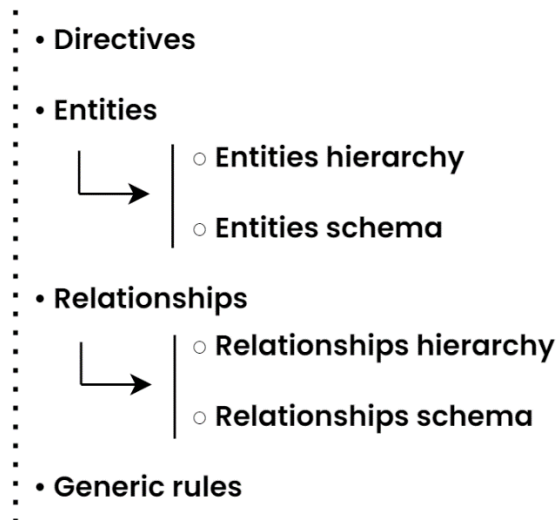 • Directives
• Entities
○ Entities hierarchy
○ Entities schema
• Relationships
○ Relationships hierarchy
○ Relationships schema
• Generic rules